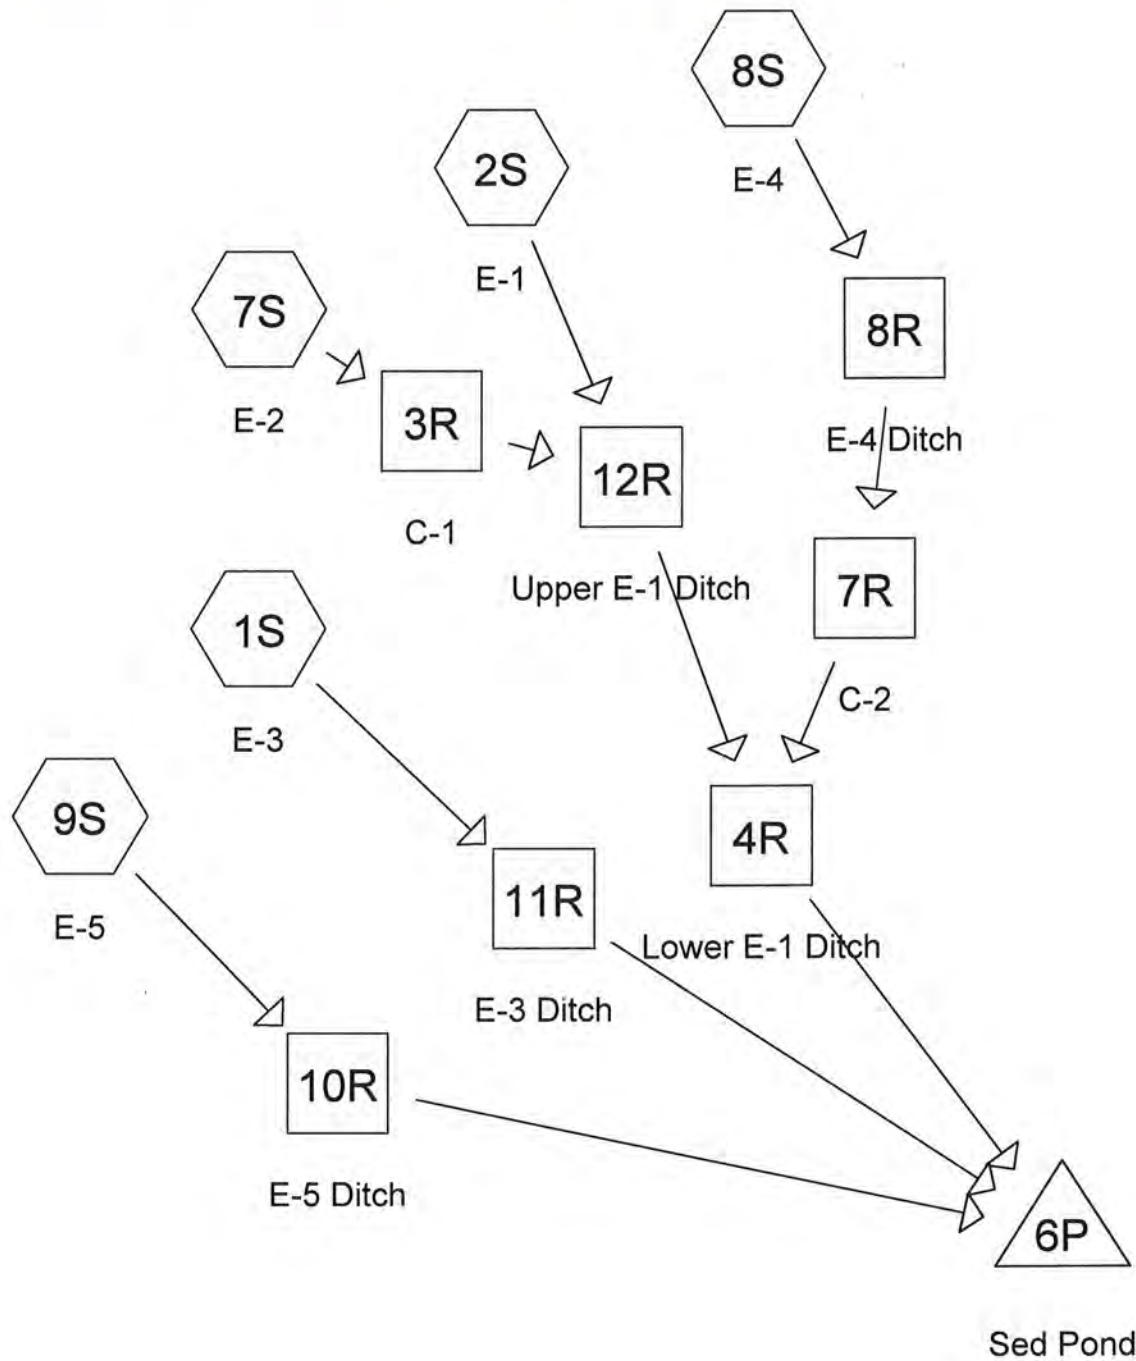 8S
E-4
2S
E-1
7S
E-2
8R
E-4 Ditch
3R
C-1
12R
Upper E-1 Ditch
7R
C-2
1S
E-3
9S
E-5
4R
Lower E-1 Ditch
11R
E-3 Ditch
10R
E-5 Ditch
6P
Sed Pond